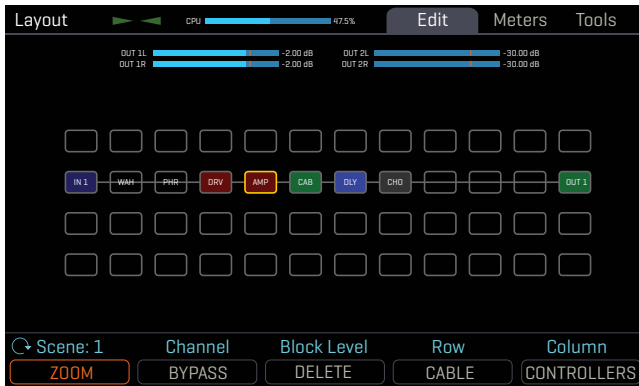 Layout CPU 47.5% Edit Meters Tools
OUT 1L -2.00 dB OUT 2L -30.00 dB
OUT 1R -2.00 dB OUT 2R -30.00 dB
IN 1 WAH PHR DRV AMP CAB DLY CHO OUT 1
Scene: 1 Channel Block Level Row Column
ZOOM BYPASS DELETE CABLE CONTROLLERS